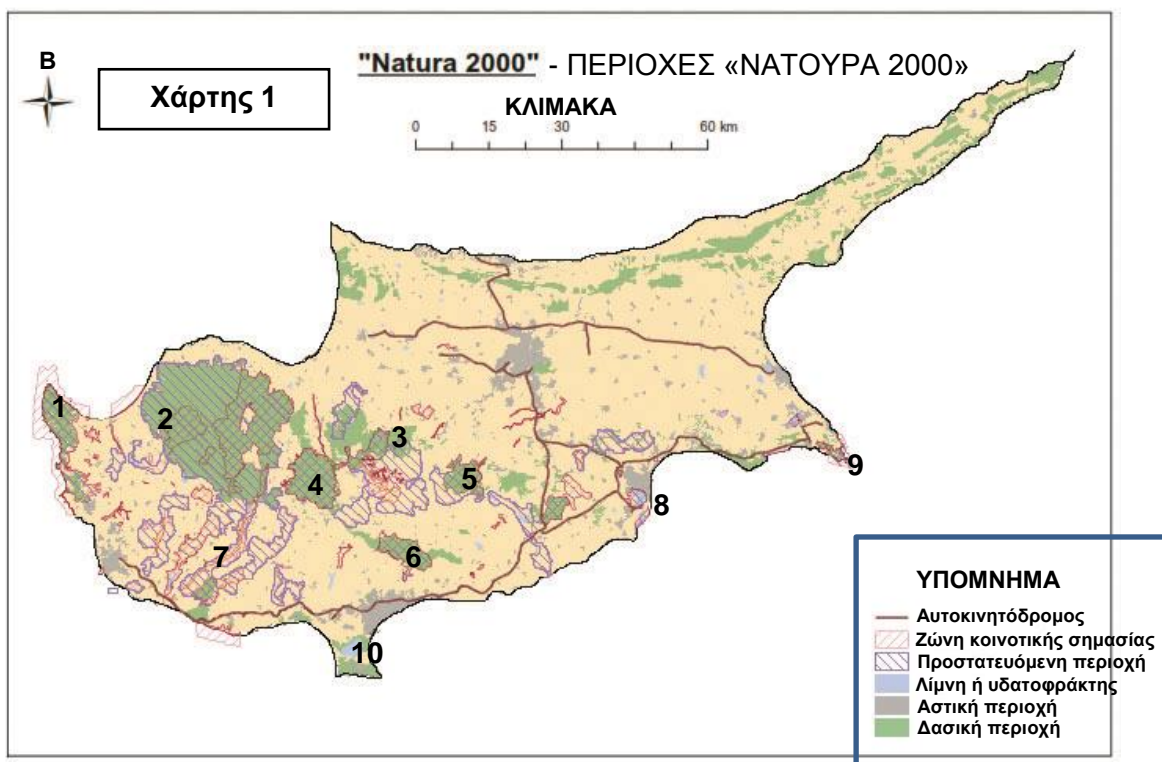 "Natura 2000" - ΠΕΡΙΟΧΕΣ «ΝΑΤΟΥΡΑ 2000»
Β
Χάρτης 1
ΚΛΙΜΑΚΑ
0 15 30 60 km
1
2
3
4
5
6
7
8
9
10
ΥΠΟΜΝΗΜΑ
Αυτοκινητόδρομος
Ζώνη κοινοτικής σημασίας
Προστατευόμενη περιοχή
Λίμνη ή υδατοφράκτης
Αστική περιοχή
Δασική περιοχή